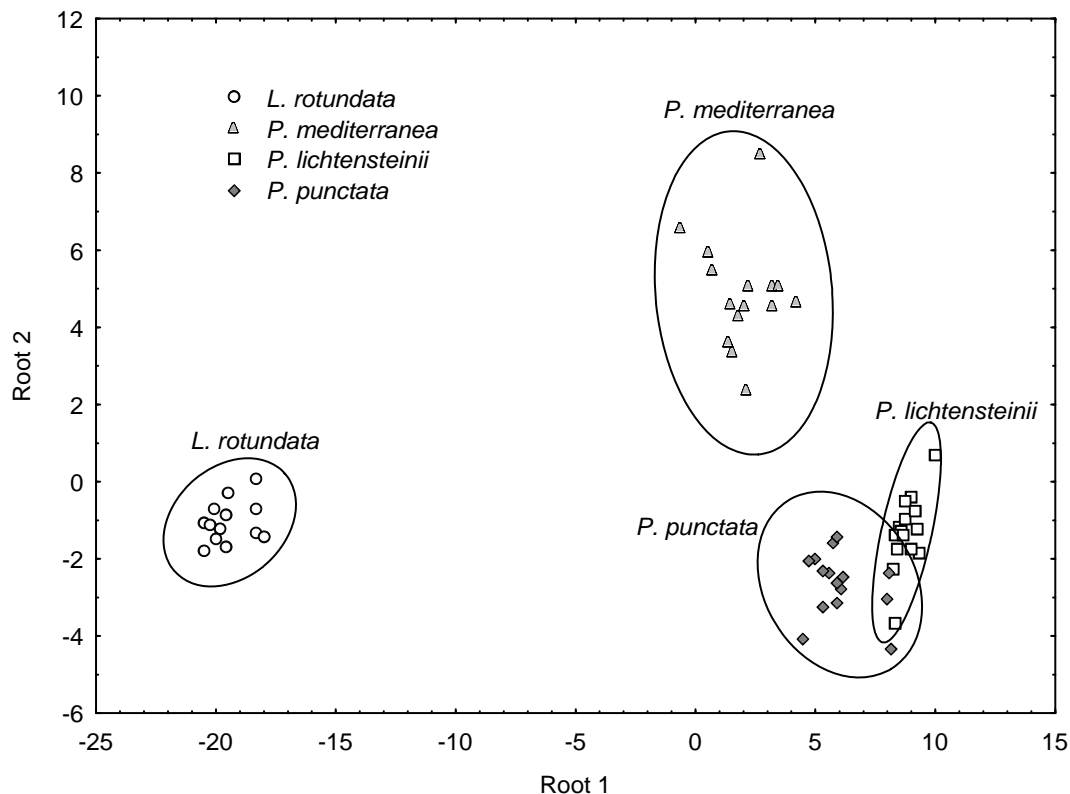 12
10
8
6
4
2
0
-2
-4
-6
Root 2
L. rotundata
P. mediterranea
P. lichtensteinii
P. punctata
P. mediterranea
P. lichtensteinii
L. rotundata
P. punctata
-25 -20 -15 -10 -5 0 5 10 15
Root 1